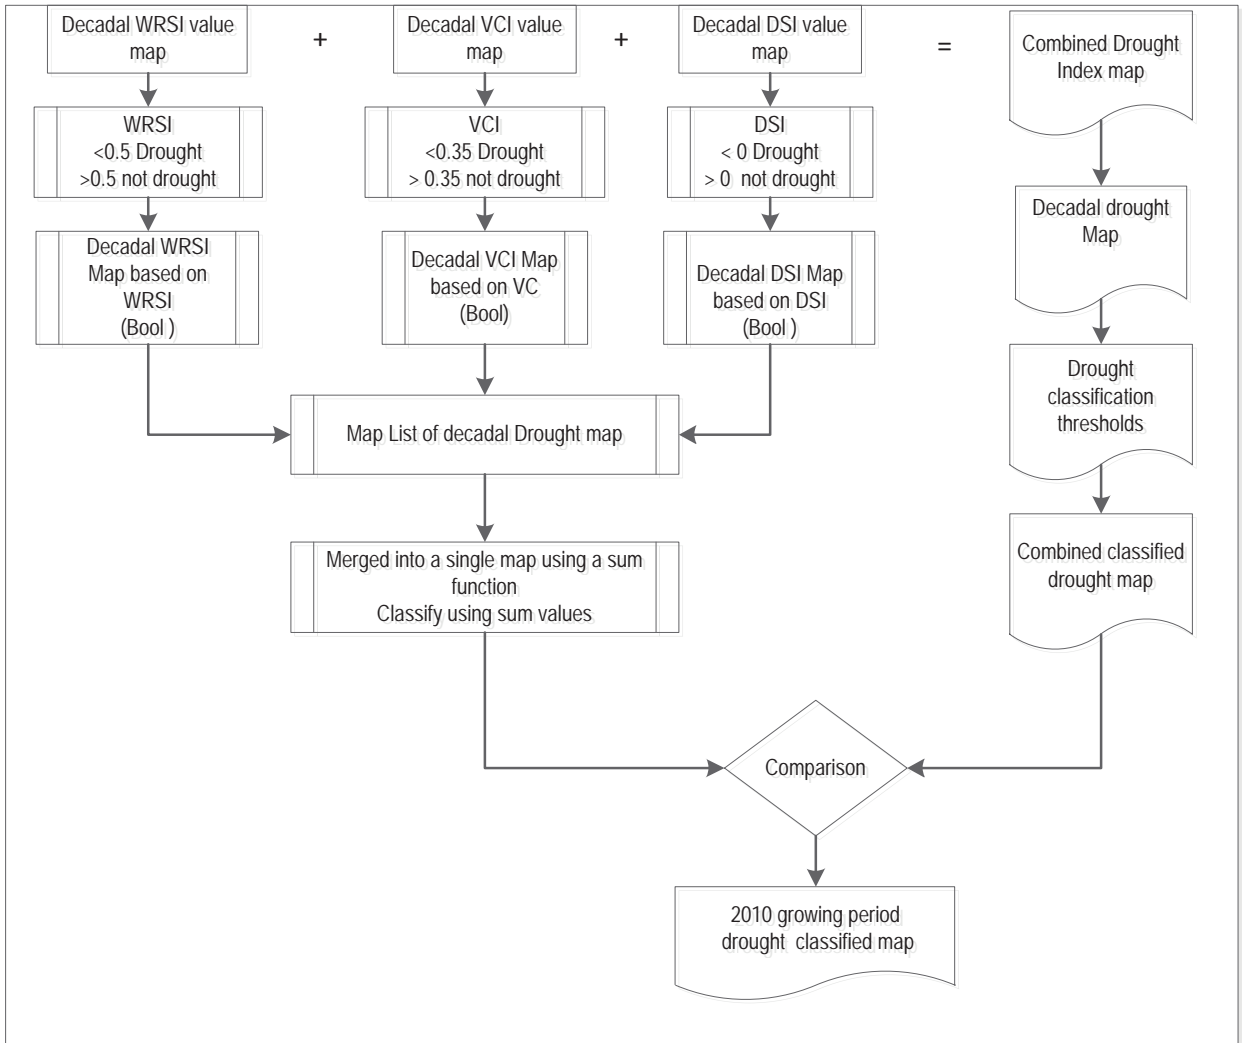 Decadal WRSI value
map
+
Decadal VCI value
map
+
Decadal DSI value
map
=
Combined Drought
Index map
WRSI
<0.5 Drought
>0.5 not drought
VCI
<0.35 Drought
> 0.35 not drought
DSI
< 0 Drought
> 0 not drought
Decadal drought
Map
Decadal WRSI
Map based on
WRSI
(Bool )
Decadal VCI Map
based on VC
(Bool)
Decadal DSI Map
based on DSI
(Bool )
Drought
classification
thresholds
Map List of decadal Drought map
Merged into a single map using a sum
function
Classify using sum values
Combined classified
drought map
Comparison
2010 growing period
drought classified map